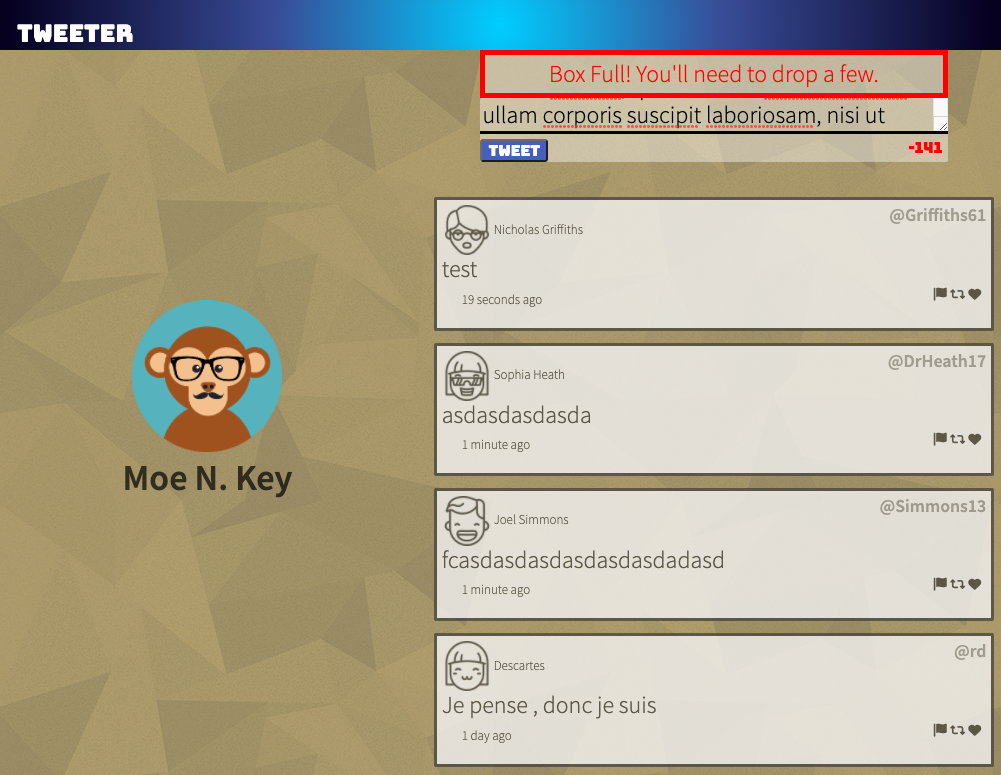 TWEETER
Box Full! You'll need to drop a few.
ullam corporis suscipit laboriosam, nisi ut
TWEET
-141
@Griffiths61
Nicholas Griffiths
test
19 seconds ago
@DrHeath17
Sophia Heath
asdasdasdasda
1 minute ago
@Simmons13
Joel Simmons
fcasdasdasdasdasdasdadasd
1 minute ago
@rd
Descartes
Je pense , donc je suis
1 day ago
Moe N. Key